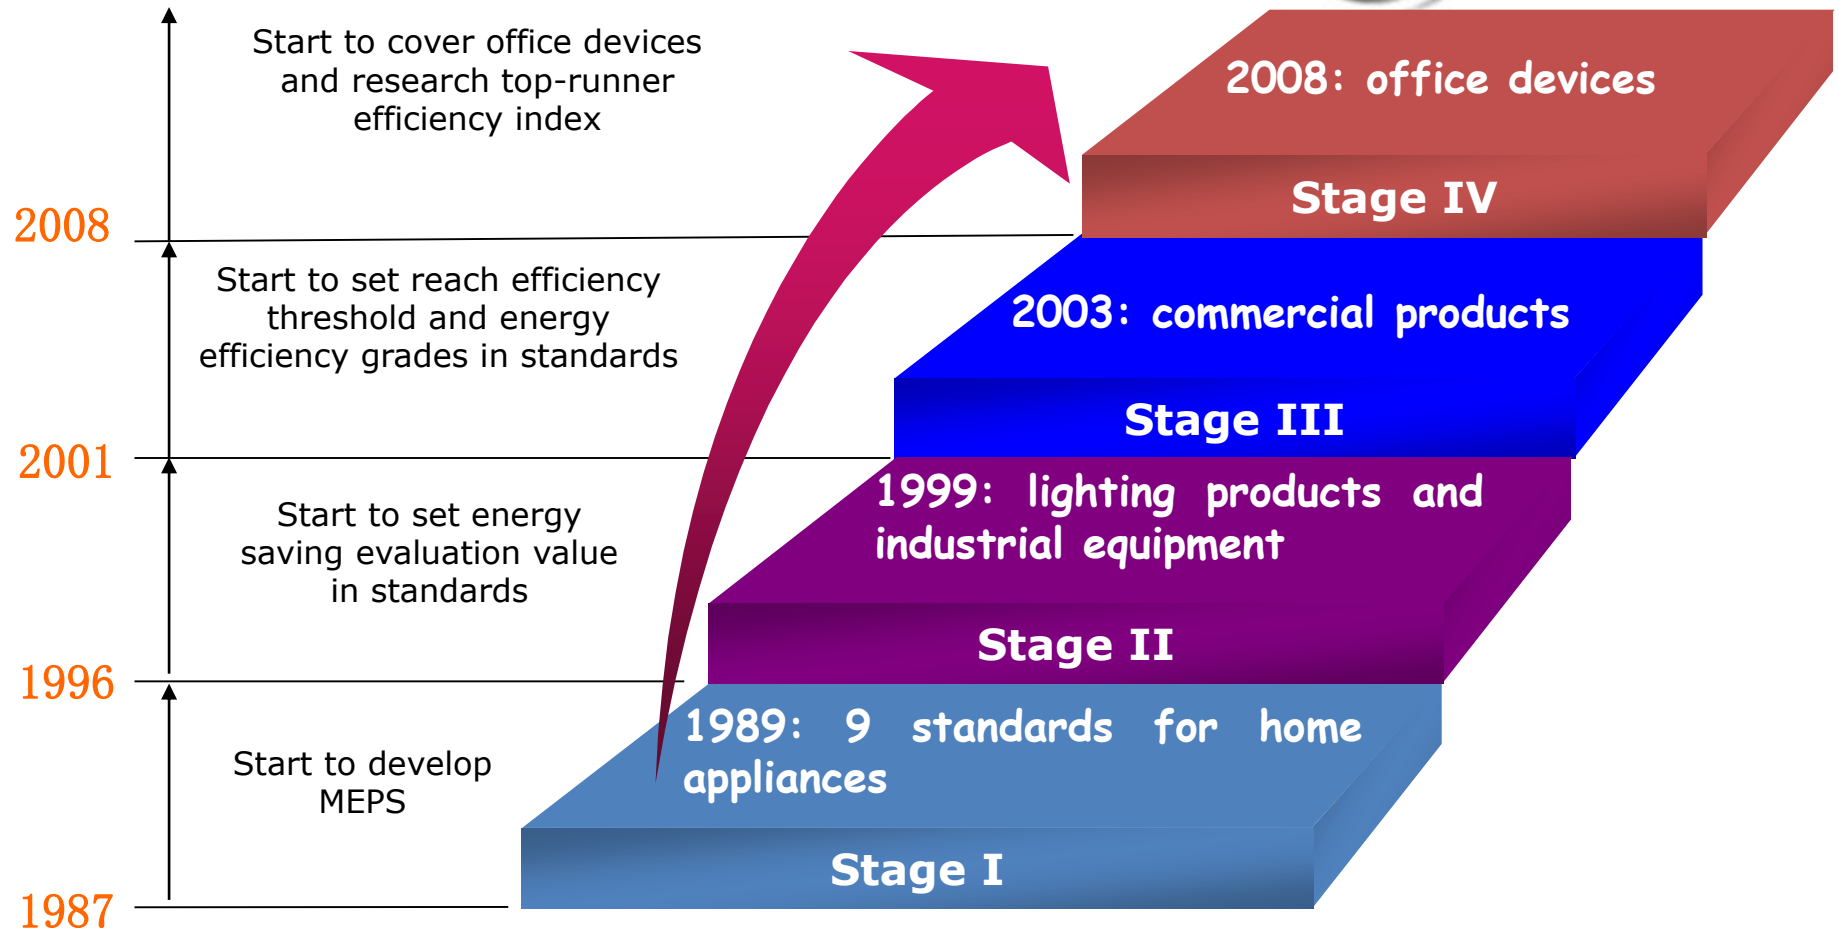 Start to cover office devices
and research top-runner
efficiency index
2008: office devices
Stage IV
2008
Start to set reach efficiency
threshold and energy
efficiency grades in standards
2003: commercial products
Stage III
2001
Start to set energy
saving evaluation value
in standards
1999: lighting products and
industrial equipment
Stage II
1996
Start to develop
MEPS
1989: 9 standards for home
appliances
Stage I
1987